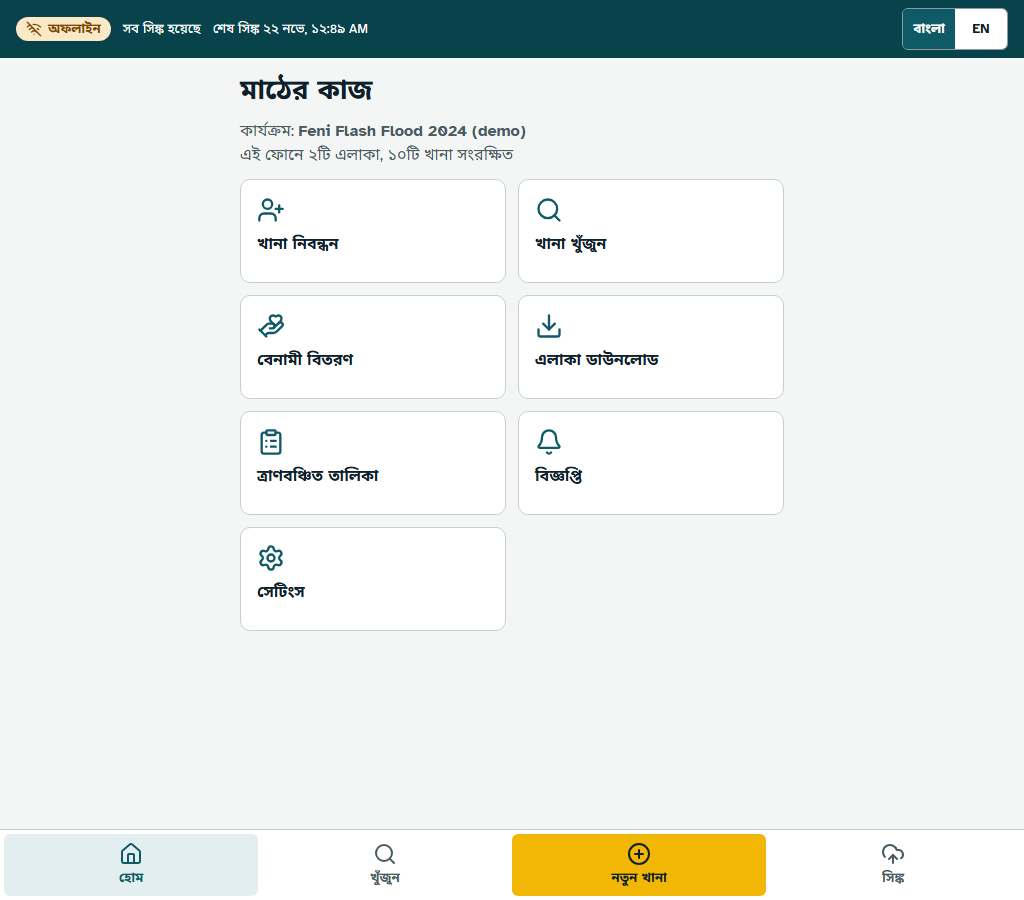 অফলাইন সব সিঙ্ক হয়েছে শেষ সিঙ্ক ২২ নভে, ১২:৪৯ AM বাংলা EN
মাঠের কাজ
কার্যক্রম: Feni Flash Flood 2024 (demo)
এই ফোনে ২টি এলাকা, ১০টি খানা সংরক্ষিত
খানা নিবন্ধন
খানা খুঁজুন
বেনামী বিতরণ
এলাকা ডাউনলোড
ত্রাণবঞ্চিত তালিকা
বিজ্ঞপ্তি
সেটিংস
হোম
খুঁজুন
নতুন খানা
সিঙ্ক